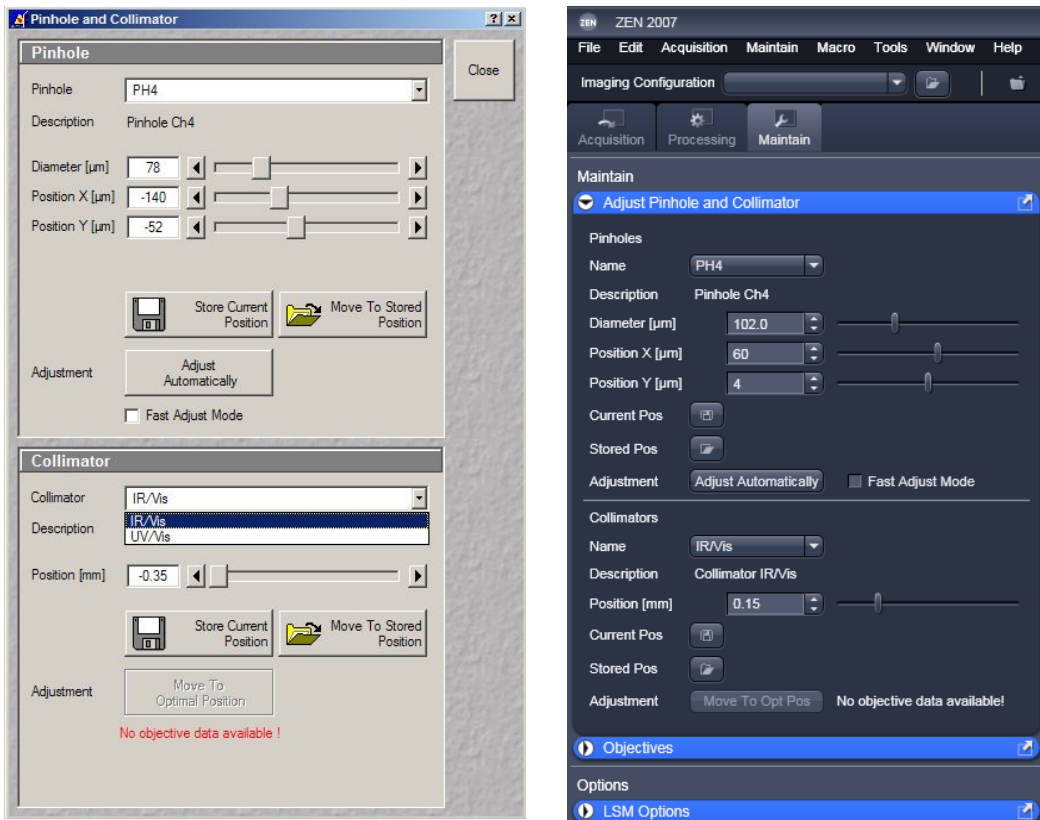 Pinhole and Collimator
Pinhole
Close
Pinhole PH4
Description Pinhole Ch4
Diameter [µm] 78
Position X [µm] -140
Position Y [µm] -52
Store Current Position
Move To Stored Position
Adjustment Adjust Automatically
Fast Adjust Mode
Collimator
Collimator IR/Vis
IR/Vis
Description UV/Vis
Position [mm] -0.35
Store Current Position
Move To Stored Position
Adjustment Move To Optimal Position
No objective data available !
ZEN ZEN 2007
File Edit Acquisition Maintain Macro Tools Window Help
Imaging Configuration
Acquisition Processing Maintain
Maintain
Adjust Pinhole and Collimator
Pinholes
Name PH4
Description Pinhole Ch4
Diameter [µm] 102.0
Position X [µm] 60
Position Y [µm] 4
Current Pos
Stored Pos
Adjustment Adjust Automatically Fast Adjust Mode
Collimators
Name IR/Vis
Description Collimator IR/Vis
Position [mm] 0.15
Current Pos
Stored Pos
Adjustment Move To Opt Pos No objective data available!
Objectives
Options
LSM Options